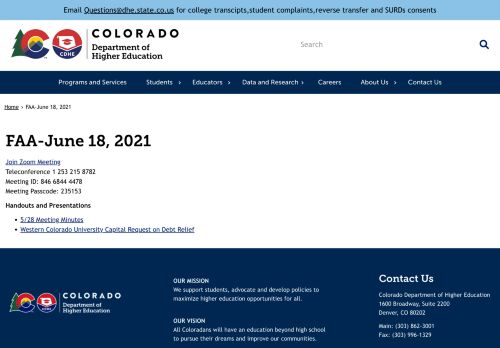 Email Questions@dhe.state.co.us for college transcipts,student complaints,reverse transfer and SURDs consents
COLORADO
Department of
Higher Education
CDHE
Search
Programs and Services
Students
Educators
Data and Research
Careers
About Us
Contact Us
Home › FAA-June 18, 2021
FAA-June 18, 2021
Join Zoom Meeting
Teleconference 1 253 215 8782
Meeting ID: 846 6844 4478
Meeting Passcode: 235153
Handouts and Presentations
5/28 Meeting Minutes
Western Colorado University Capital Request on Debt Relief
COLORADO
Department of
Higher Education
CDHE
OUR MISSION
We support students, advocate and develop policies to
maximize higher education opportunities for all.
OUR VISION
All Coloradans will have an education beyond high school
to pursue their dreams and improve our communities.
Contact Us
Colorado Department of Higher Education
1600 Broadway, Suite 2200
Denver, CO 80202
Main: (303) 862-3001
Fax: (303) 996-1329